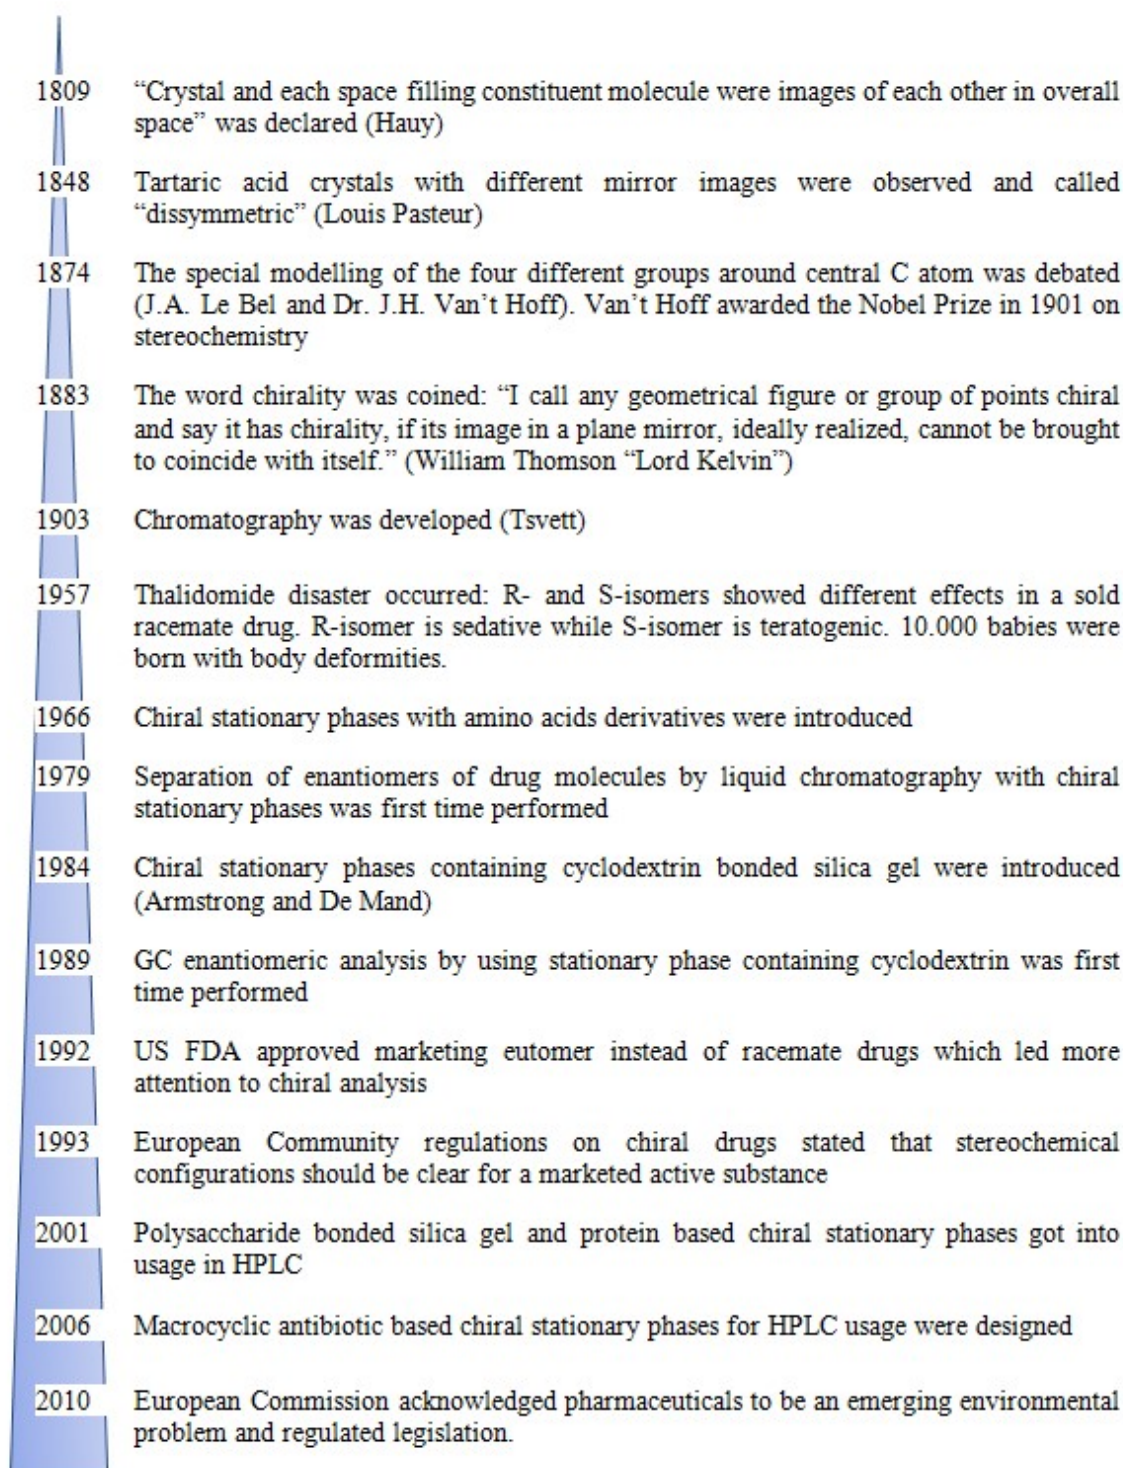 1809 “Crystal and each space filling constituent molecule were images of each other in overall
space” was declared (Hauy)
1848 Tartaric acid crystals with different mirror images were observed and called
“dissymmetric” (Louis Pasteur)
1874 The special modelling of the four different groups around central C atom was debated
(J.A. Le Bel and Dr. J.H. Van’t Hoff). Van’t Hoff awarded the Nobel Prize in 1901 on
stereochemistry
1883 The word chirality was coined: “I call any geometrical figure or group of points chiral
and say it has chirality, if its image in a plane mirror, ideally realized, cannot be brought
to coincide with itself.” (William Thomson “Lord Kelvin”)
1903 Chromatography was developed (Tsvett)
1957 Thalidomide disaster occurred: R- and S-isomers showed different effects in a sold
racemate drug. R-isomer is sedative while S-isomer is teratogenic. 10.000 babies were
born with body deformities.
1966 Chiral stationary phases with amino acids derivatives were introduced
1979 Separation of enantiomers of drug molecules by liquid chromatography with chiral
stationary phases was first time performed
1984 Chiral stationary phases containing cyclodextrin bonded silica gel were introduced
(Armstrong and De Mand)
1989 GC enantiomeric analysis by using stationary phase containing cyclodextrin was first
time performed
1992 US FDA approved marketing eutomer instead of racemate drugs which led more
attention to chiral analysis
1993 European Community regulations on chiral drugs stated that stereochemical
configurations should be clear for a marketed active substance
2001 Polysaccharide bonded silica gel and protein based chiral stationary phases got into
usage in HPLC
2006 Macrocyclic antibiotic based chiral stationary phases for HPLC usage were designed
2010 European Commission acknowledged pharmaceuticals to be an emerging environmental
problem and regulated legislation.